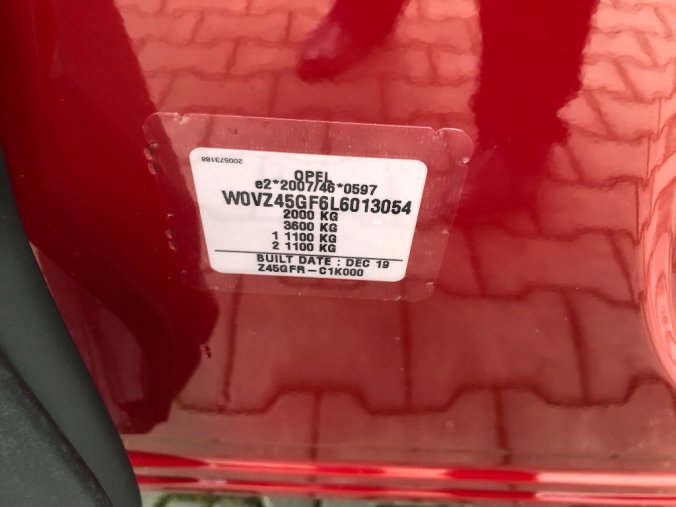 200573188
OPEL
e2*2007/46*0597
W0VZ45GF6L6013054
2000 KG
3600 KG
1 1100 KG
2 1100 KG
BUILT DATE : DEC 19
Z45GFR-C1K000